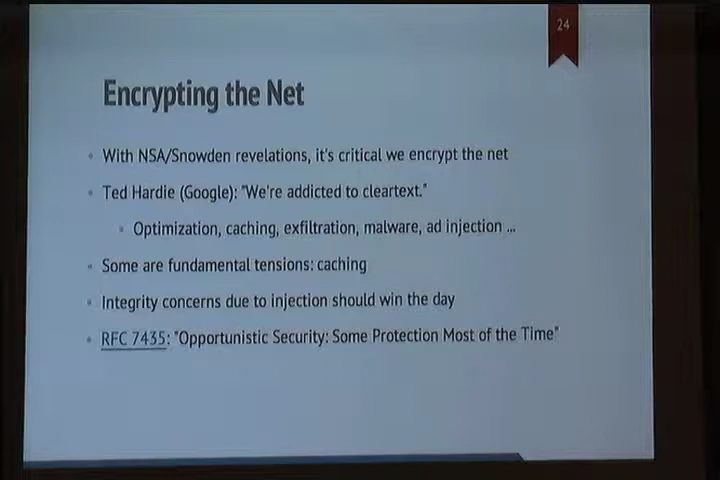 24
Encrypting the Net
With NSA/Snowden revelations, it's critical we encrypt the net
Ted Hardie (Google): "We're addicted to cleartext."
Optimization, caching, exfiltration, malware, ad injection ...
Some are fundamental tensions: caching
Integrity concerns due to injection should win the day
RFC 7435: "Opportunistic Security: Some Protection Most of the Time"